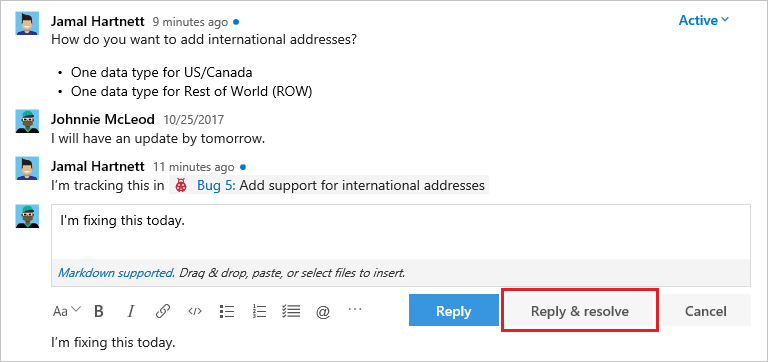 Jamal Hartnett 9 minutes ago Active
How do you want to add international addresses?
• One data type for US/Canada
• One data type for Rest of World (ROW)
Johnnie McLeod 10/25/2017
I will have an update by tomorrow.
Jamal Hartnett 11 minutes ago
I'm tracking this in Bug 5: Add support for international addresses
I'm fixing this today.
Markdown supported. Drag & drop, paste, or select files to insert.
Aa B I </> @ ... Reply Reply & resolve Cancel
I'm fixing this today.